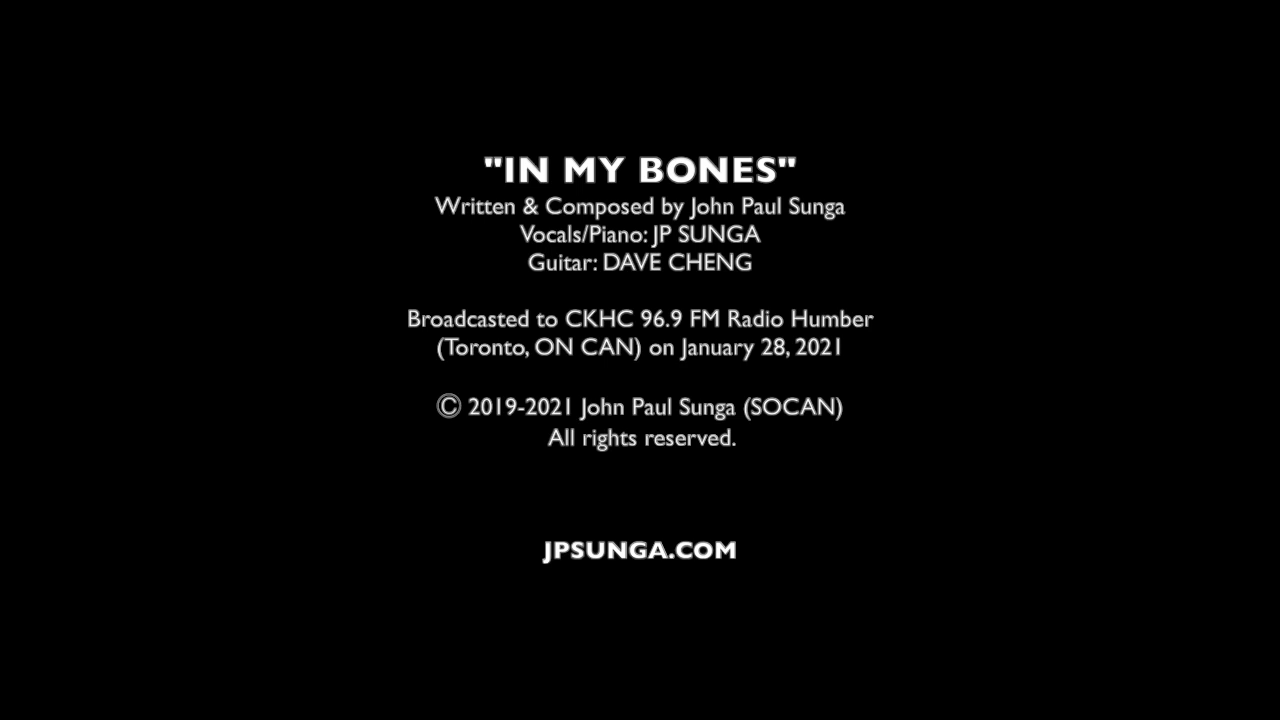 "IN MY BONES"
Written & Composed by John Paul Sunga
Vocals/Piano: JP SUNGA
Guitar: DAVE CHENG
Broadcasted to CKHC 96.9 FM Radio Humber
(Toronto, ON CAN) on January 28, 2021
© 2019-2021 John Paul Sunga (SOCAN)
All rights reserved.
JPSUNGA.COM